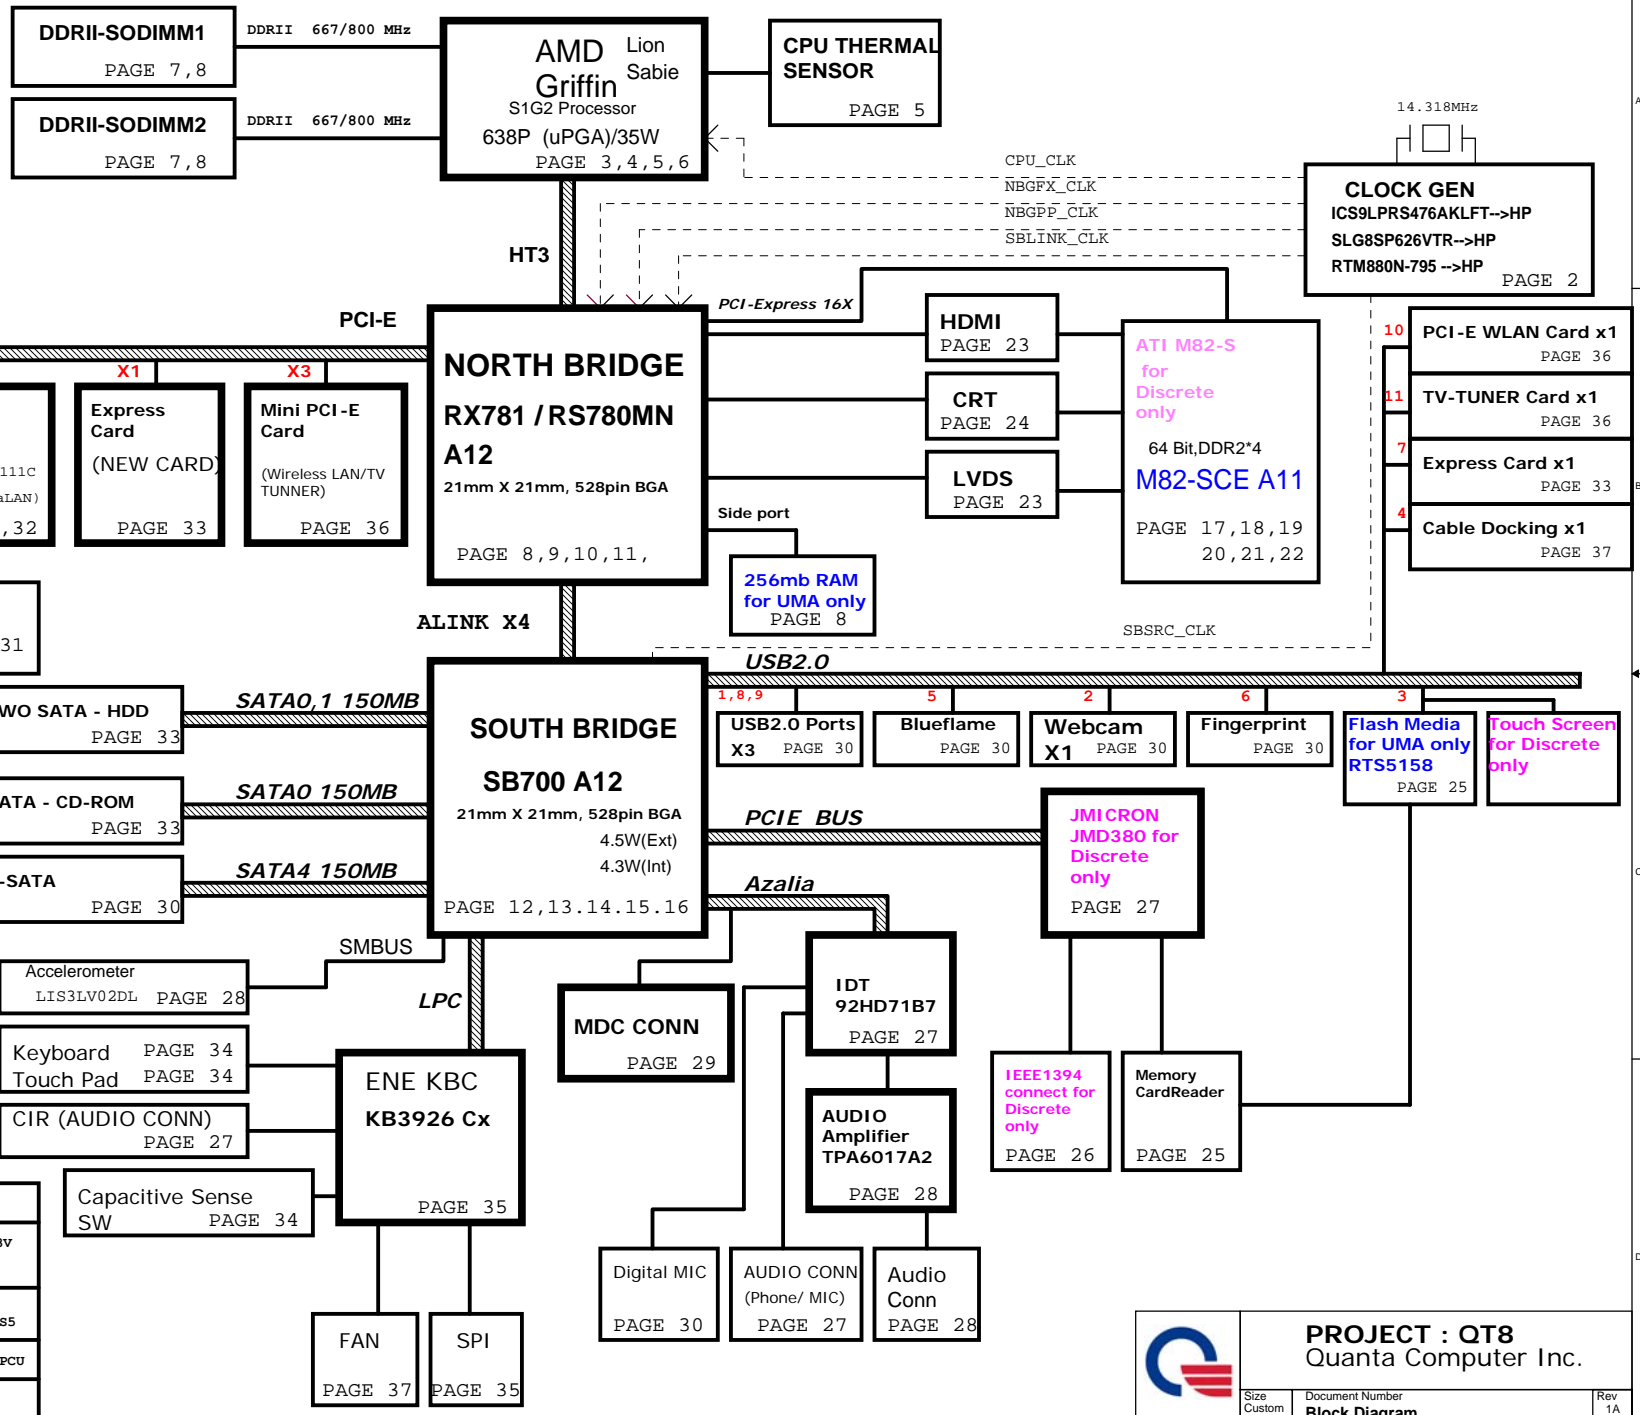 DDRII-SODIMM1
PAGE 7,8
DDRII 667/800 MHz
DDRII-SODIMM2
PAGE 7,8
DDRII 667/800 MHz
AMD Lion
Griffin Sabie
S1G2 Processor
638P (uPGA)/35W
PAGE 3,4,5,6
CPU THERMAL
SENSOR
PAGE 5
14.318MHz
CPU_CLK
NBGFX_CLK
NBGPP_CLK
SBLINK_CLK
CLOCK GEN
ICS9LPRS476AKLFT-->HP
SLG8SP626VTR-->HP
RTM880N-795 -->HP
PAGE 2
HT3
PCI-E
PCI-Express 16X
X1
X3
111C
aLAN)
,32
Express
Card
(NEW CARD)
PAGE 33
Mini PCI-E
Card
(Wireless LAN/TV
TUNNER)
PAGE 36
NORTH BRIDGE
RX781 / RS780MN
A12
21mm X 21mm, 528pin BGA
PAGE 8,9,10,11,
HDMI
PAGE 23
CRT
PAGE 24
LVDS
PAGE 23
Side port
256mb RAM
for UMA only
PAGE 8
ATI M82-S
for
Discrete
only
64 Bit,DDR2*4
M82-SCE A11
PAGE 17,18,19
20,21,22
10
PCI-E WLAN Card x1
PAGE 36
11
TV-TUNER Card x1
PAGE 36
7
Express Card x1
PAGE 33
4
Cable Docking x1
PAGE 37
A
B
C
D
31
ALINK X4
SBSRC_CLK
USB2.0
WO SATA - HDD
PAGE 33
SATA0,1 150MB
ATA - CD-ROM
PAGE 33
SATA0 150MB
-SATA
PAGE 30
SATA4 150MB
SOUTH BRIDGE
SB700 A12
21mm X 21mm, 528pin BGA
4.5W(Ext)
4.3W(Int)
PAGE 12,13.14.15.16
1,8,9
USB2.0 Ports
X3 PAGE 30
5
Blueflame
PAGE 30
2
Webcam
X1 PAGE 30
6
Fingerprint
PAGE 30
3
Flash Media
for UMA only
RTS5158
PAGE 25
Touch Screen
for Discrete
only
PCIE BUS
JMICRON
JMD380 for
Discrete
only
PAGE 27
Azalia
SMBUS
LPC
Accelerometer
LIS3LV02DL PAGE 28
Keyboard PAGE 34
Touch Pad PAGE 34
CIR (AUDIO CONN)
PAGE 27
Capacitive Sense
SW PAGE 34
ENE KBC
KB3926 Cx
PAGE 35
MDC CONN
PAGE 29
IDT
92HD71B7
PAGE 27
AUDIO
Amplifier
TPA6017A2
PAGE 28
IEEE1394
connect for
Discrete
only
PAGE 26
Memory
CardReader
PAGE 25
Digital MIC
PAGE 30
AUDIO CONN
(Phone/ MIC)
PAGE 27
Audio
Conn
PAGE 28
FAN
PAGE 37
SPI
PAGE 35
S5
PCU
PROJECT : QT8
Quanta Computer Inc.
Size
Custom
Document Number
Block Diagram
Rev
1A